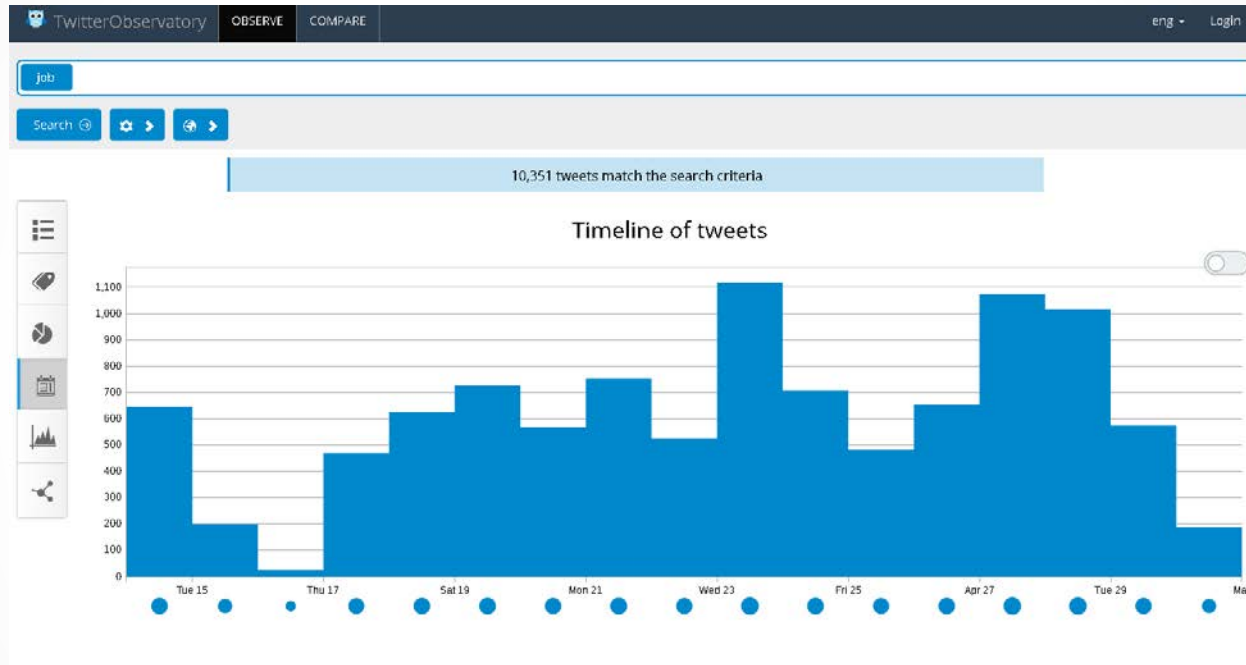 TwitterObservatory OBSERVE COMPARE eng Login
job
Search
10,351 tweets match the search criteria
Timeline of tweets
1,100
1,000
900
800
700
600
500
400
300
200
100
0
Tue 15 Thu 17 Sat 19 Mon 21 Wed 23 Fri 25 Apr 27 Tue 29 Ma